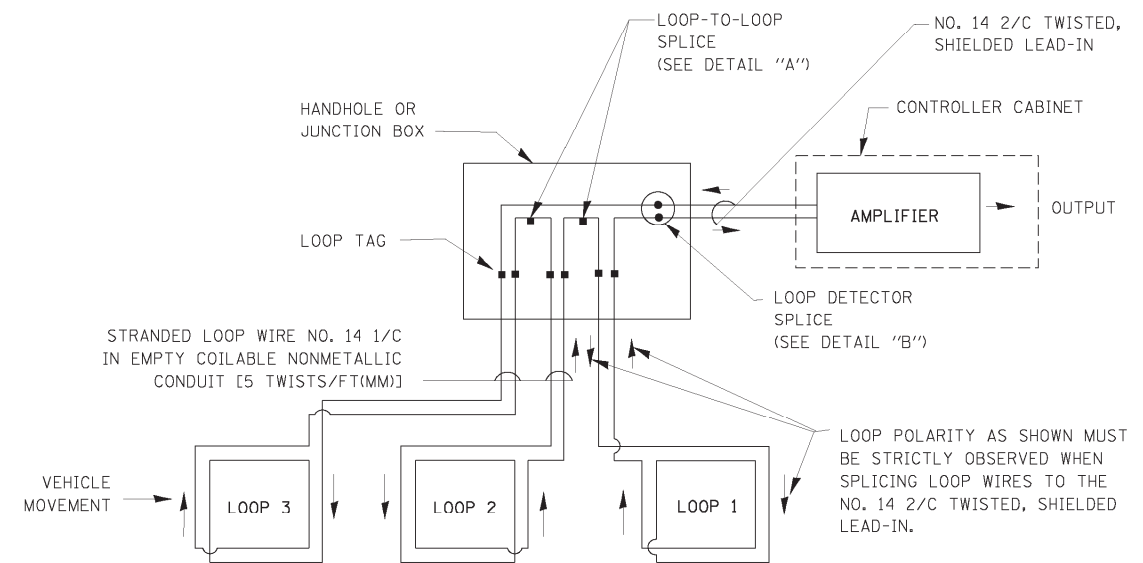 LOOP-TO-LOOP
SPLICE
(SEE DETAIL "A")
NO. 14 2/C TWISTED,
SHIELDED LEAD-IN
HANDHOLE OR
JUNCTION BOX
CONTROLLER CABINET
AMPLIFIER
OUTPUT
LOOP TAG
LOOP DETECTOR
SPLICE
(SEE DETAIL "B")
STRANDED LOOP WIRE NO. 14 1/C
IN EMPTY COILABLE NONMETALLIC
CONDUIT [5 TWISTS/FT(MM)]
LOOP POLARITY AS SHOWN MUST
BE STRICTLY OBSERVED WHEN
SPLICING LOOP WIRES TO THE
NO. 14 2/C TWISTED, SHIELDED
LEAD-IN.
VEHICLE
MOVEMENT
LOOP 3
LOOP 2
LOOP 1